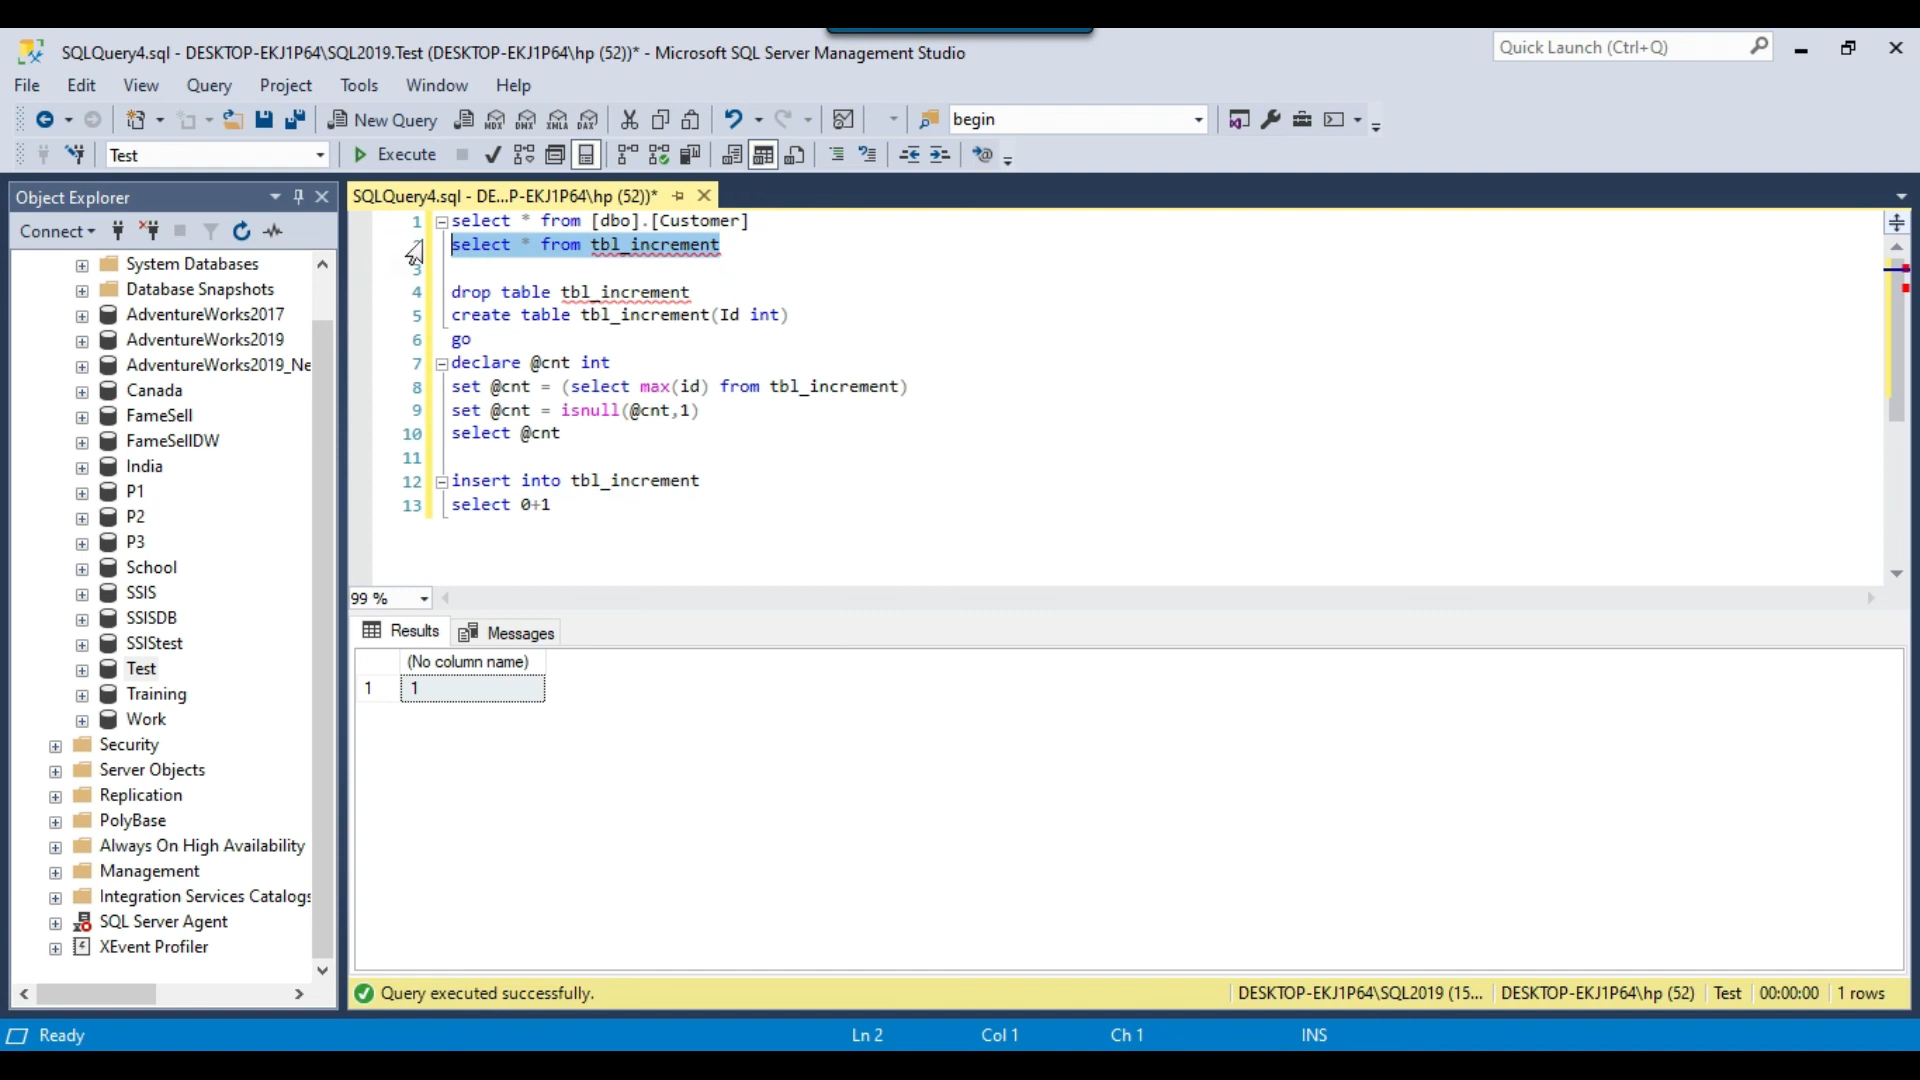 SQLQuery4.sql - DESKTOP-EKJ1P64\SQL2019.Test (DESKTOP-EKJ1P64\hp (52))* - Microsoft SQL Server Management Studio
Quick Launch (Ctrl+Q)
File Edit View Query Project Tools Window Help
New Query MDX DMX XMLA DAX begin
Test Execute
Object Explorer
Connect
System Databases
Database Snapshots
AdventureWorks2017
AdventureWorks2019
AdventureWorks2019_Ne
Canada
FameSell
FameSellDW
India
P1
P2
P3
School
SSIS
SSISDB
SSIStest
Test
Training
Work
Security
Server Objects
Replication
PolyBase
Always On High Availability
Management
Integration Services Catalogs
SQL Server Agent
XEvent Profiler
SQLQuery4.sql - DE...P-EKJ1P64\hp (52))*
1 select * from [dbo].[Customer]
2 select * from tbl_increment
3
4 drop table tbl_increment
5 create table tbl_increment(Id int)
6 go
7 declare @cnt int
8 set @cnt = (select max(id) from tbl_increment)
9 set @cnt = isnull(@cnt,1)
10 select @cnt
11
12 insert into tbl_increment
13 select 0+1
99 %
Results Messages
(No column name)
1 1
Query executed successfully.
DESKTOP-EKJ1P64\SQL2019 (15... DESKTOP-EKJ1P64\hp (52) Test 00:00:00 1 rows
Ready Ln 2 Col 1 Ch 1 INS